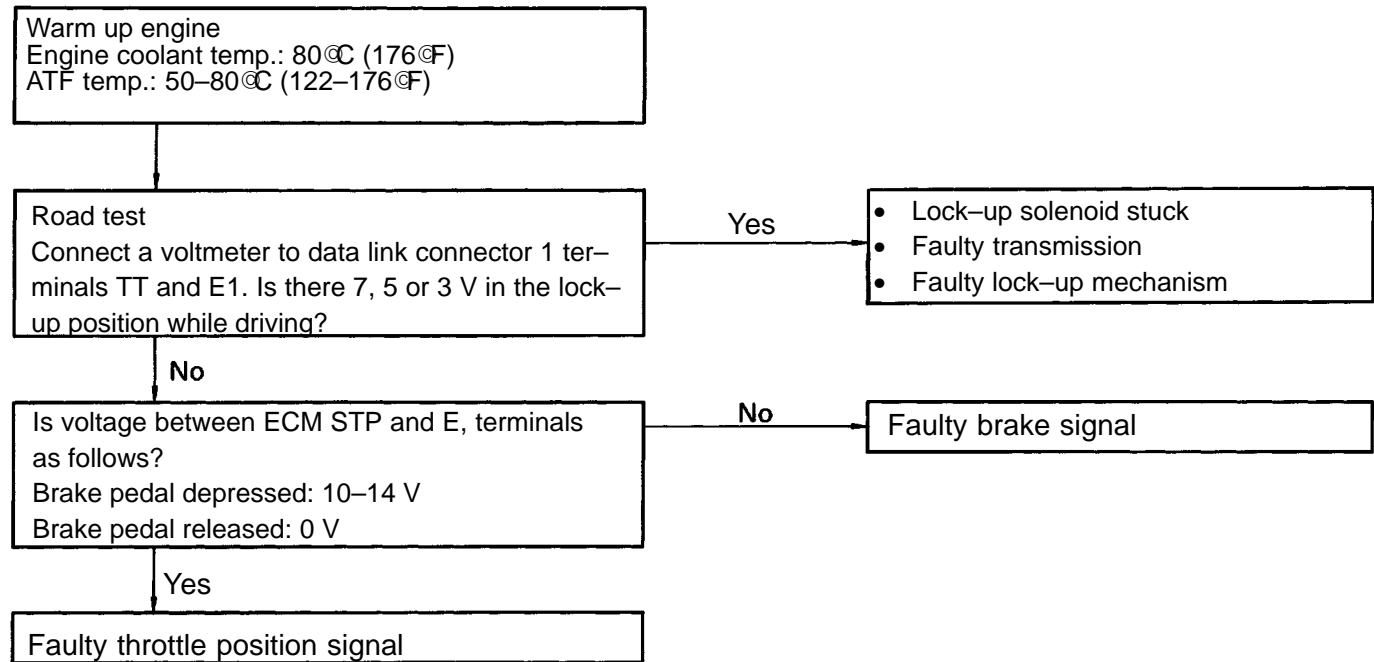 Warm up engine
Engine coolant temp.: 80°C (176°F)
ATF temp.: 50–80°C (122–176°F)
Road test
Connect a voltmeter to data link connector 1 ter–
minals TT and E1. Is there 7, 5 or 3 V in the lock–
up position while driving?
Yes
• Lock–up solenoid stuck
• Faulty transmission
• Faulty lock–up mechanism
No
Is voltage between ECM STP and E, terminals
as follows?
Brake pedal depressed: 10–14 V
Brake pedal released: 0 V
No
Faulty brake signal
Yes
Faulty throttle position signal